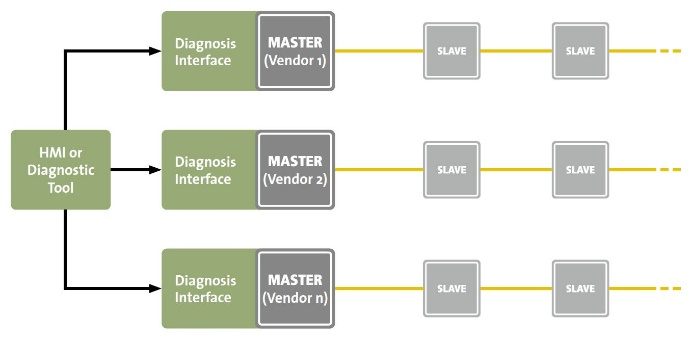 Diagnosis
Interface
MASTER
(Vendor 1)
SLAVE
SLAVE
HMI or
Diagnostic
Tool
Diagnosis
Interface
MASTER
(Vendor 2)
SLAVE
SLAVE
Diagnosis
Interface
MASTER
(Vendor n)
SLAVE
SLAVE